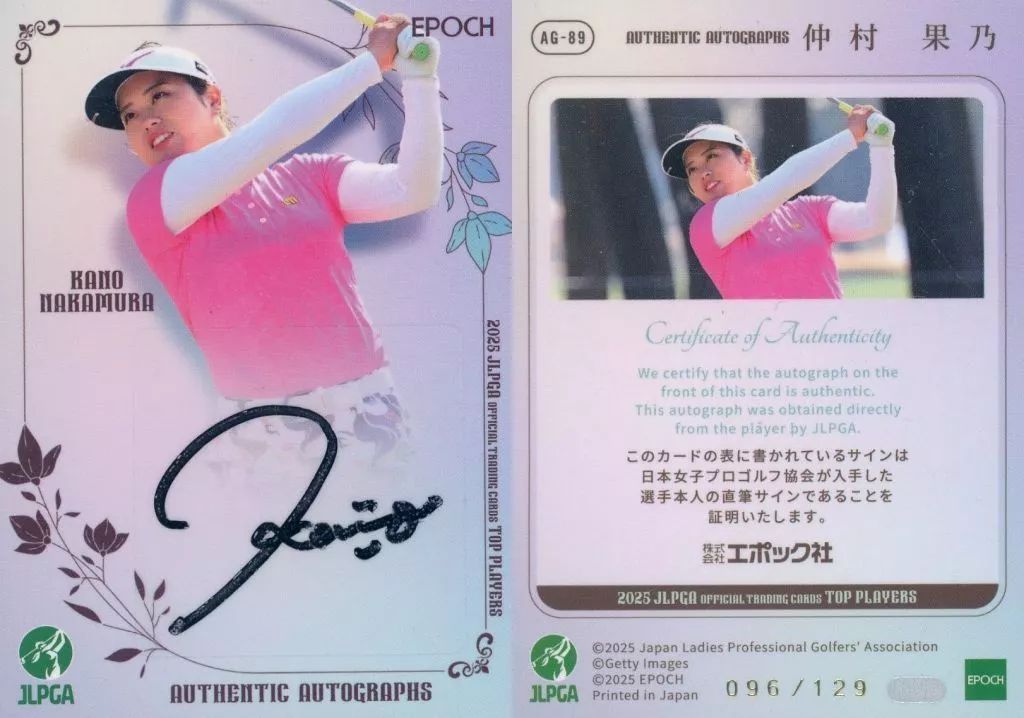 EPOCH
KANO
NAKAMURA
2025 JLPGA OFFICIAL TRADING CARDS TOP PLAYERS
Kano
JLPGA
AUTHENTIC AUTOGRAPHS
AG-89
AUTHENTIC AUTOGRAPHS 仲村 果乃
Certificate of Authenticity
We certify that the autograph on the
front of this card is authentic.
This autograph was obtained directly
from the player by JLPGA.
このカードの表に書かれているサインは
日本女子プロゴルフ協会が入手した
選手本人の直筆サインであることを
証明いたします。
株式会社エポック社
2025 JLPGA OFFICIAL TRADING CARDS TOP PLAYERS
JLPGA
©2025 Japan Ladies Professional Golfers' Association
©Getty Images
©2025 EPOCH
Printed in Japan
096/129
EPOCH